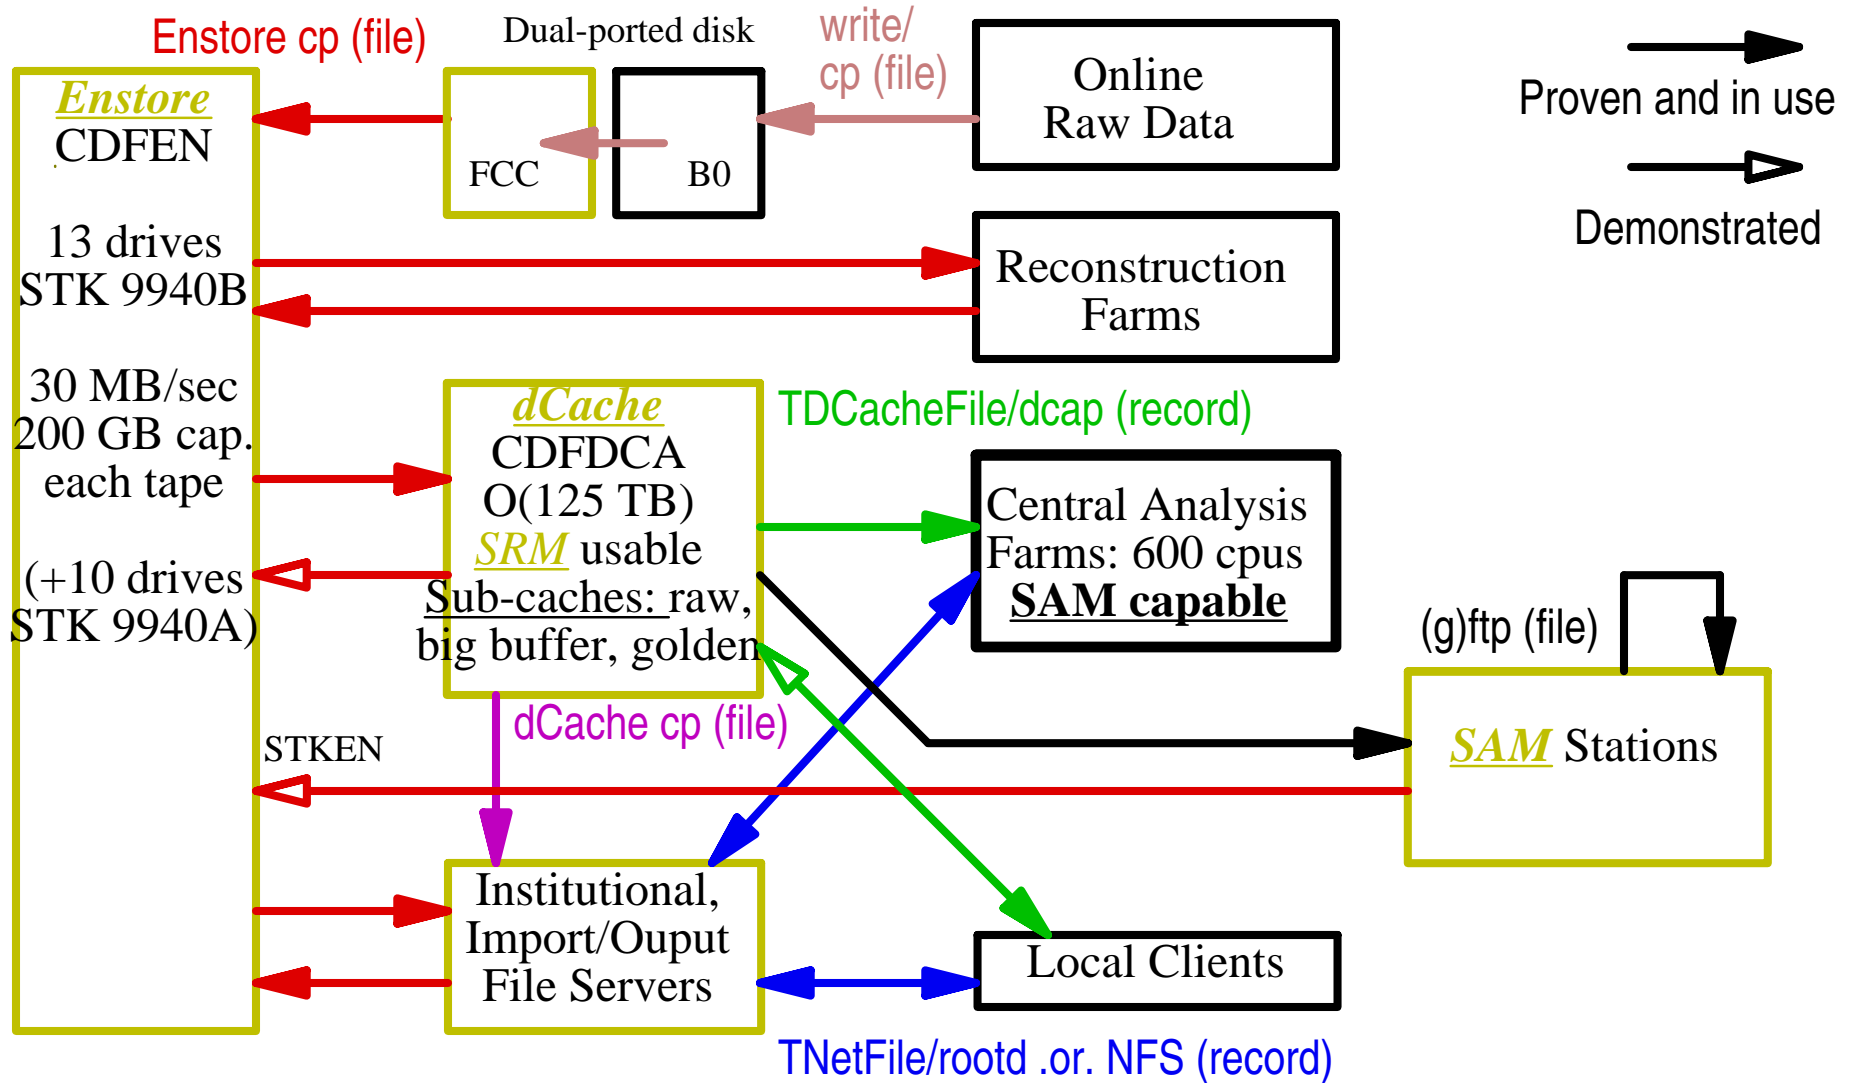 Enstore cp (file)
Dual-ported disk
write/
cp (file)
Enstore
CDFEN
13 drives
STK 9940B
30 MB/sec
200 GB cap.
each tape
(+10 drives
STK 9940A)
FCC
B0
Online
Raw Data
Proven and in use
Demonstrated
Reconstruction
Farms
dCache
CDFDCA
O(125 TB)
SRM usable
Sub-caches: raw,
big buffer, golden
TDCacheFile/dcap (record)
Central Analysis
Farms: 600 cpus
SAM capable
(g)ftp (file)
SAM Stations
dCache cp (file)
STKEN
Institutional,
Import/Ouput
File Servers
Local Clients
TNetFile/rootd .or. NFS (record)